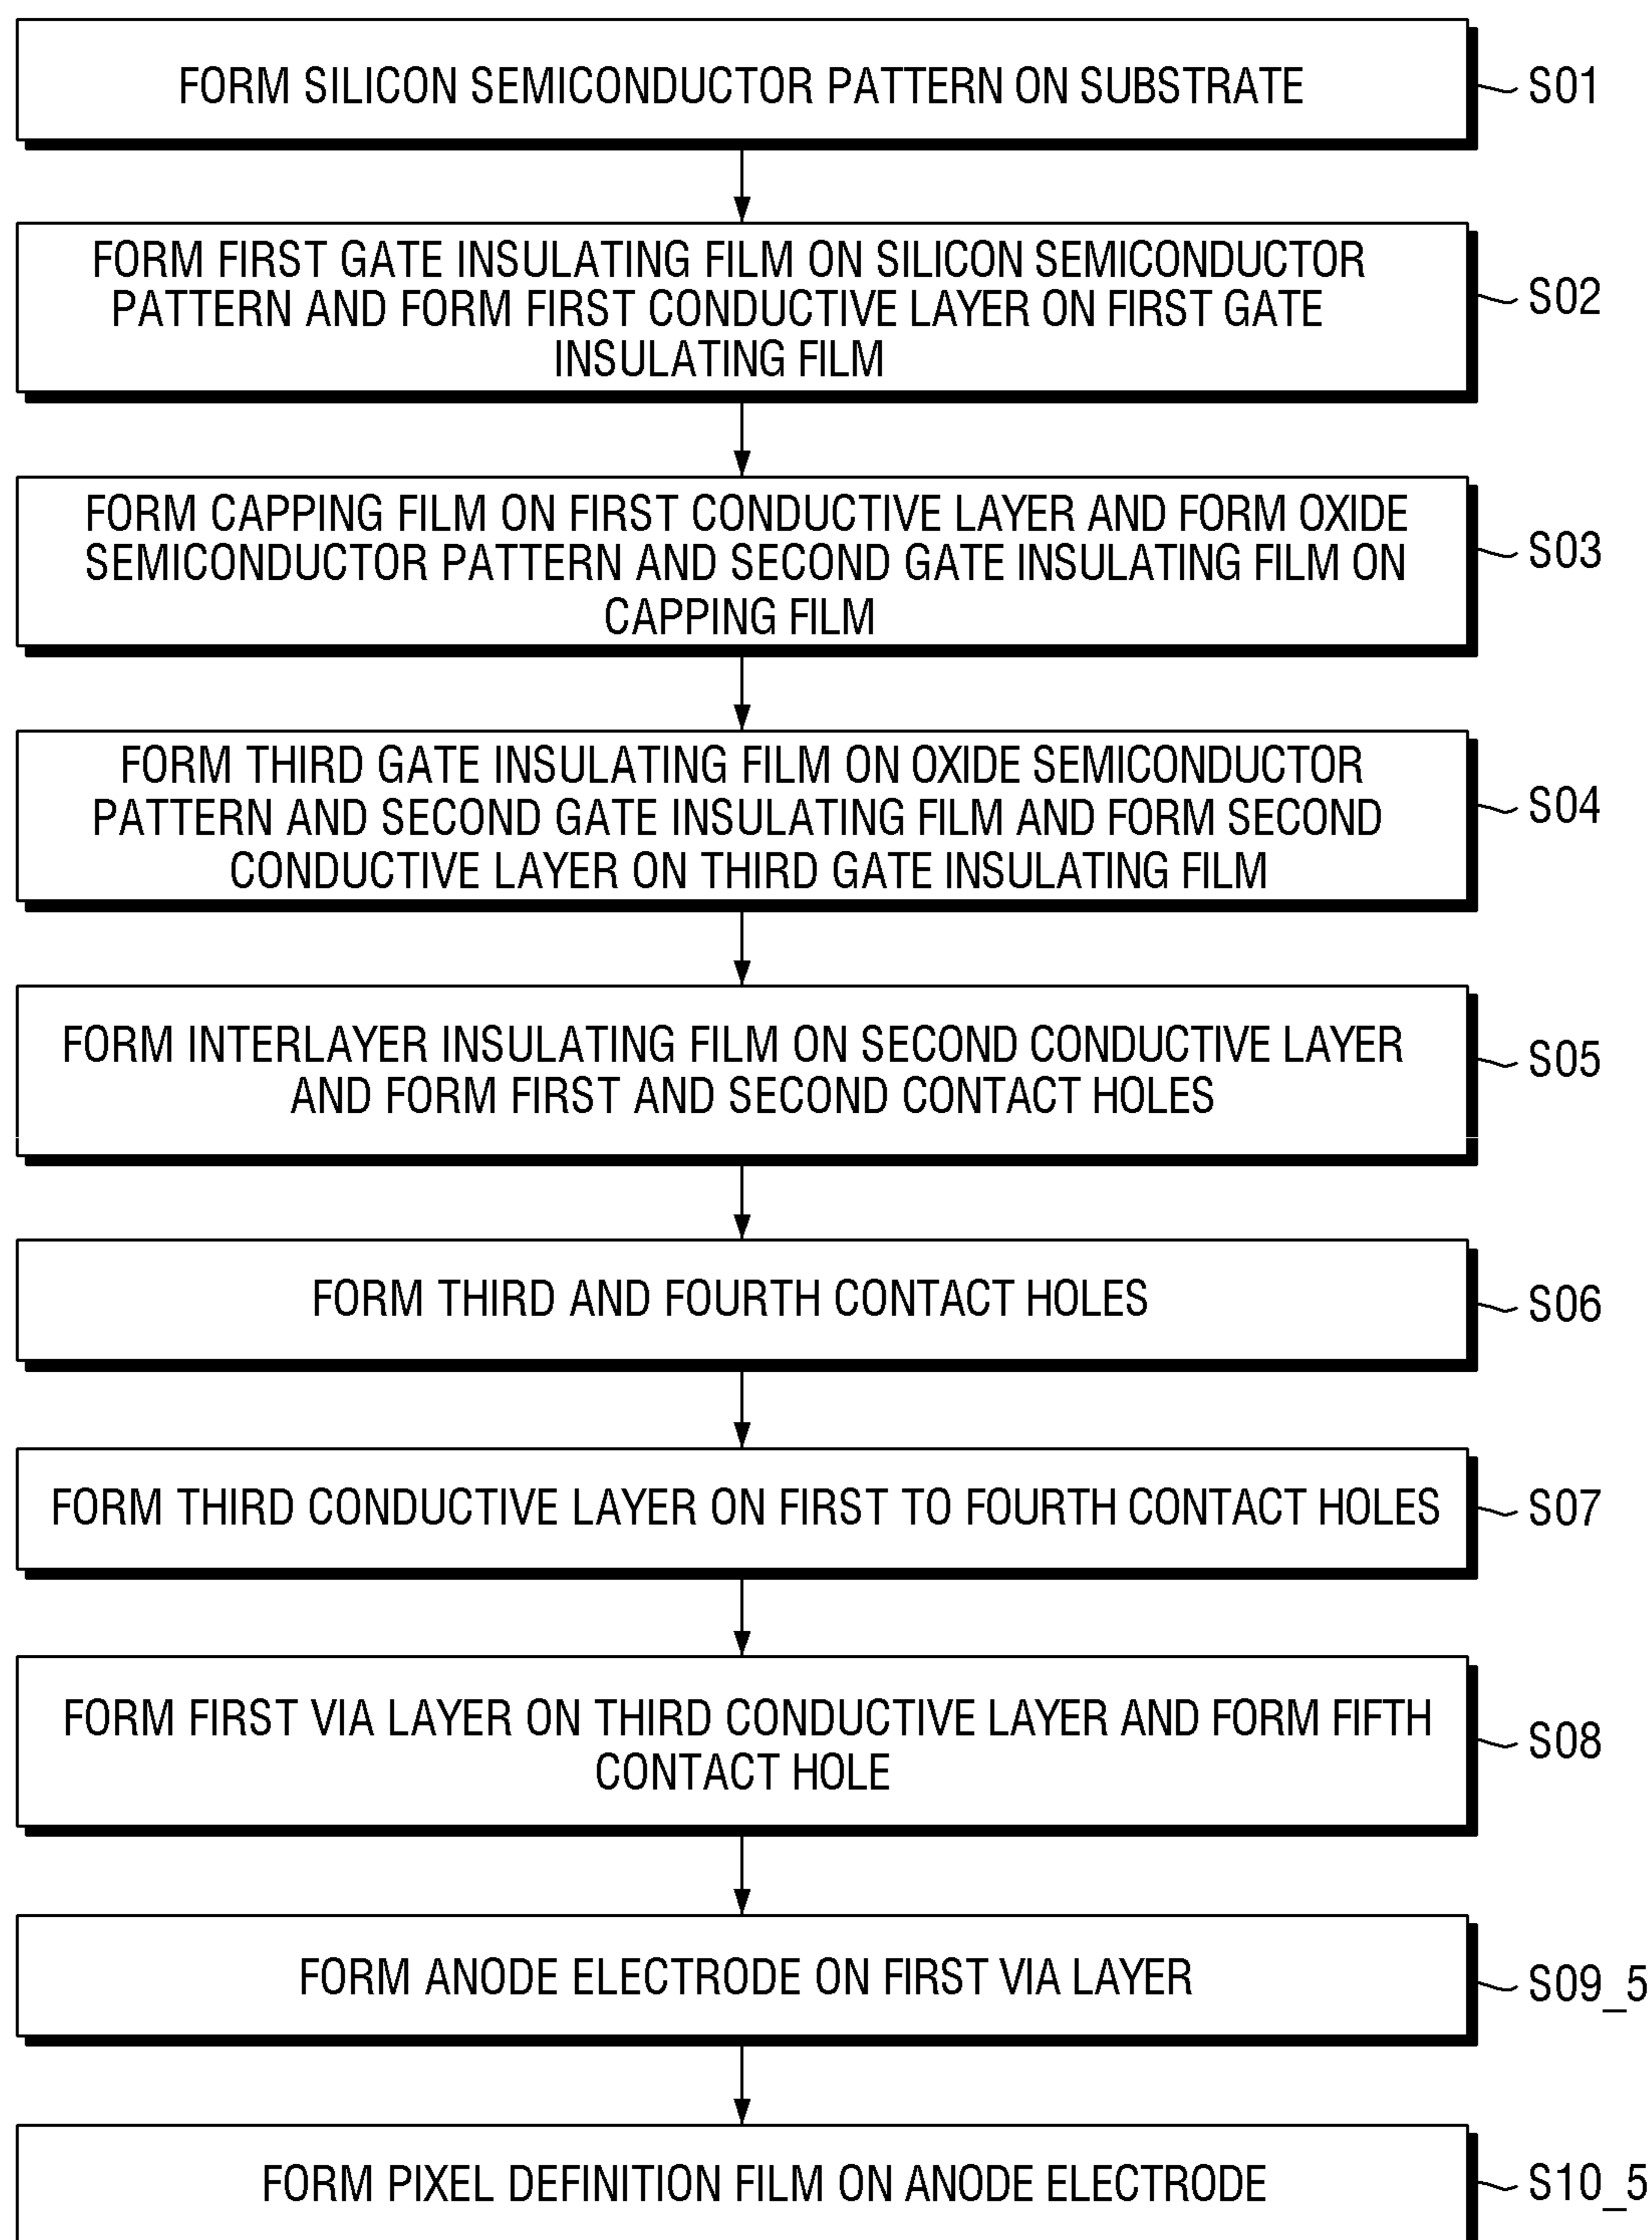 FORM SILICON SEMICONDUCTOR PATTERN ON SUBSTRATE
S01
FORM FIRST GATE INSULATING FILM ON SILICON SEMICONDUCTOR
PATTERN AND FORM FIRST CONDUCTIVE LAYER ON FIRST GATE
INSULATING FILM
S02
FORM CAPPING FILM ON FIRST CONDUCTIVE LAYER AND FORM OXIDE
SEMICONDUCTOR PATTERN AND SECOND GATE INSULATING FILM ON
CAPPING FILM
S03
FORM THIRD GATE INSULATING FILM ON OXIDE SEMICONDUCTOR
PATTERN AND SECOND GATE INSULATING FILM AND FORM SECOND
CONDUCTIVE LAYER ON THIRD GATE INSULATING FILM
S04
FORM INTERLAYER INSULATING FILM ON SECOND CONDUCTIVE LAYER
AND FORM FIRST AND SECOND CONTACT HOLES
S05
FORM THIRD AND FOURTH CONTACT HOLES
S06
FORM THIRD CONDUCTIVE LAYER ON FIRST TO FOURTH CONTACT HOLES
S07
FORM FIRST VIA LAYER ON THIRD CONDUCTIVE LAYER AND FORM FIFTH
CONTACT HOLE
S08
FORM ANODE ELECTRODE ON FIRST VIA LAYER
S09_5
FORM PIXEL DEFINITION FILM ON ANODE ELECTRODE
S10_5